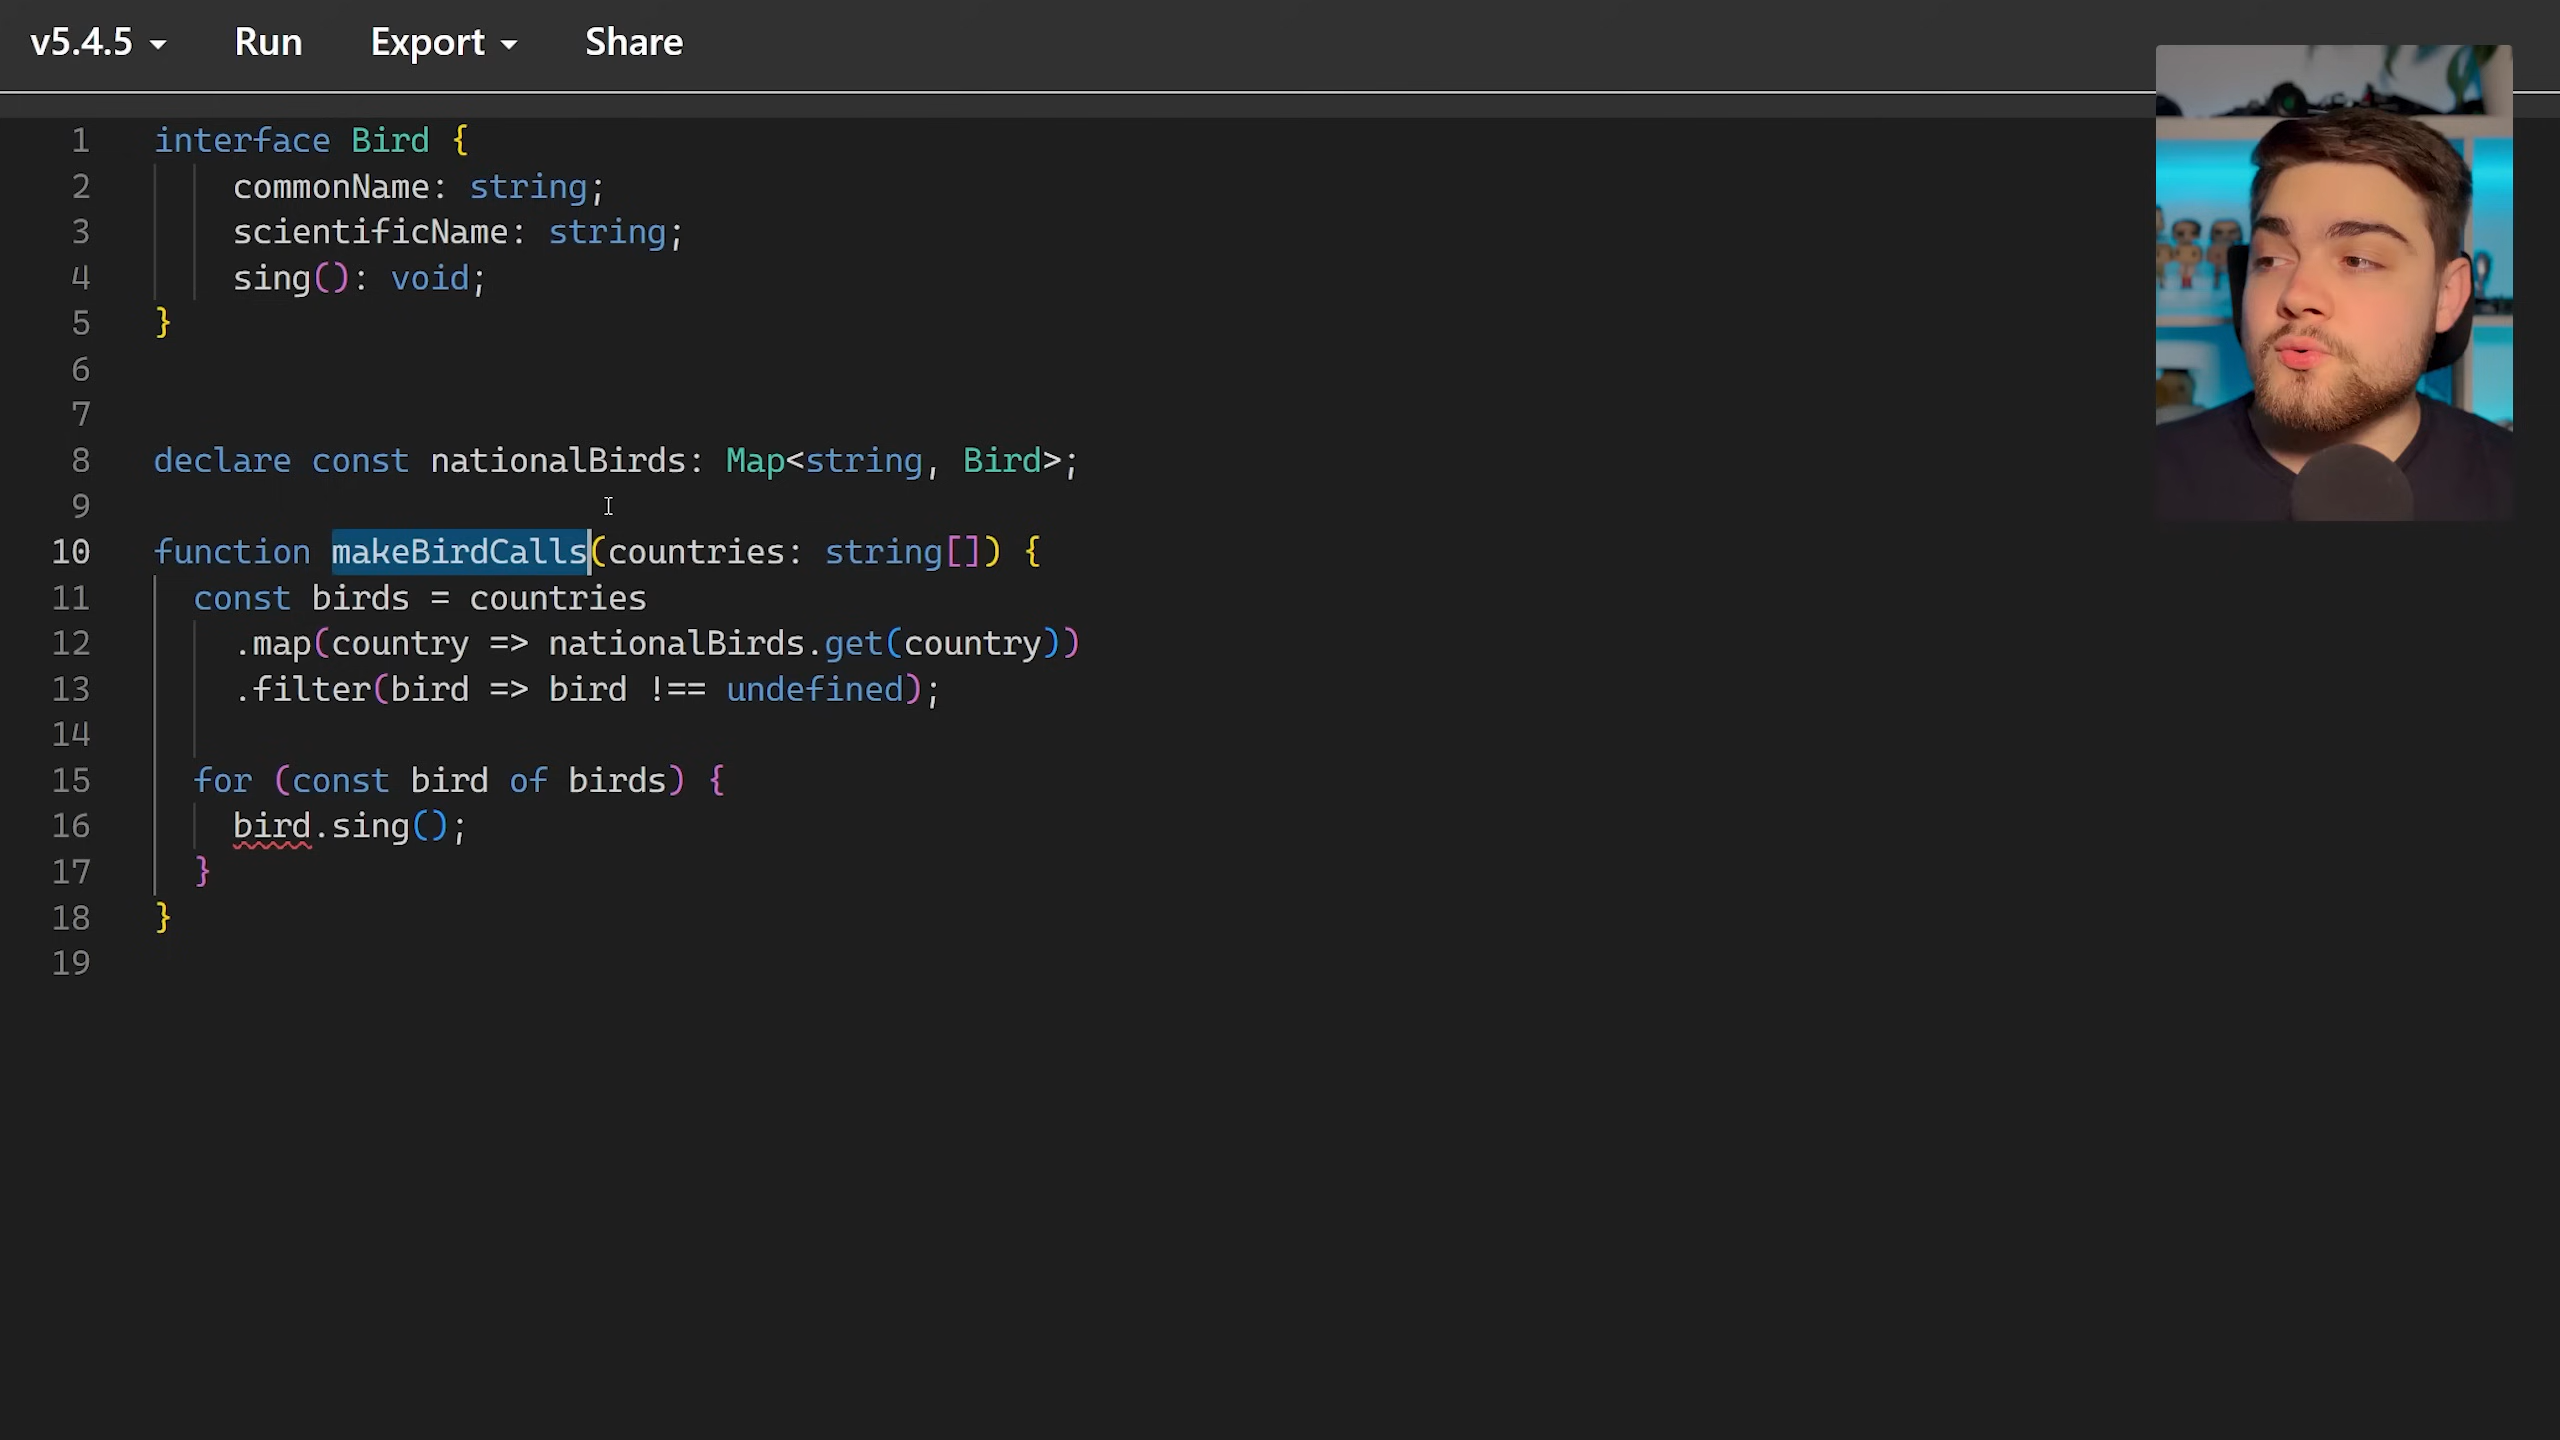 v5.4.5 Run Export Share
1 interface Bird {
2 commonName: string;
3 scientificName: string;
4 sing(): void;
5 }
6
7
8 declare const nationalBirds: Map<string, Bird>;
9
10 function makeBirdCalls(countries: string[]) {
11 const birds = countries
12 .map(country => nationalBirds.get(country))
13 .filter(bird => bird !== undefined);
14
15 for (const bird of birds) {
16 bird.sing();
17 }
18 }
19